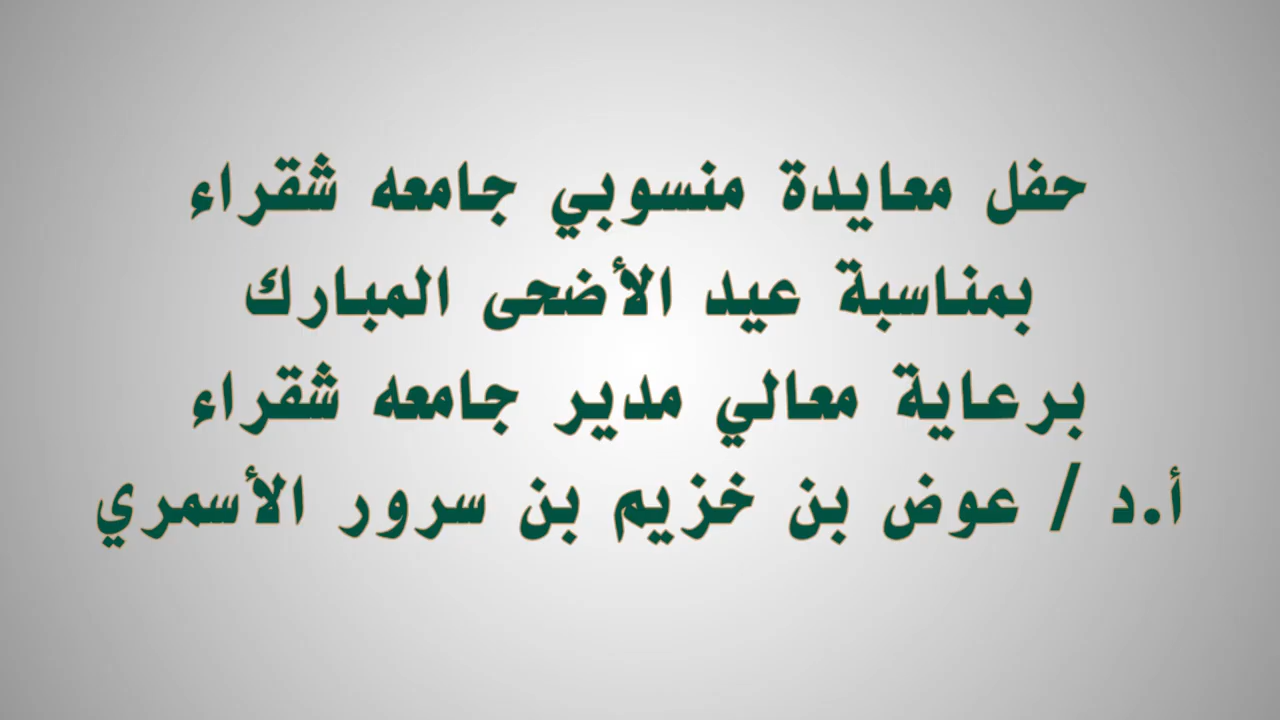 حفل معايدة منسوبي جامعه شقراء
بمناسبة عيد الأضحى المبارك
برعاية معالي مدير جامعه شقراء
أ.د / عوض بن خزيم بن سرور الأسمري